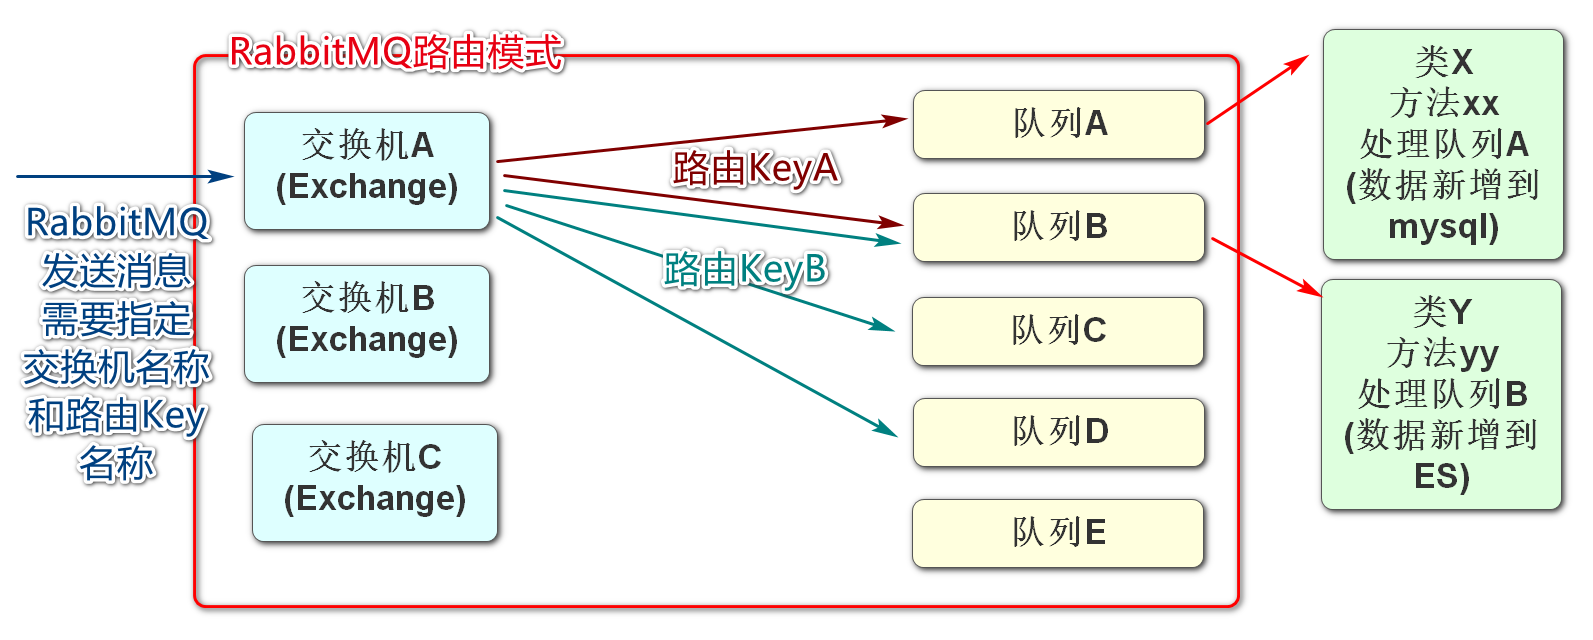 RabbitMQ路由模式
RabbitMQ
发送消息
需要指定
交换机名称
和路由Key
名称
交换机A
(Exchange)
交换机B
(Exchange)
交换机C
(Exchange)
路由KeyA
路由KeyB
队列A
队列B
队列C
队列D
队列E
类X
方法xx
处理队列A
(数据新增到
mysql)
类Y
方法yy
处理队列B
(数据新增到
ES)